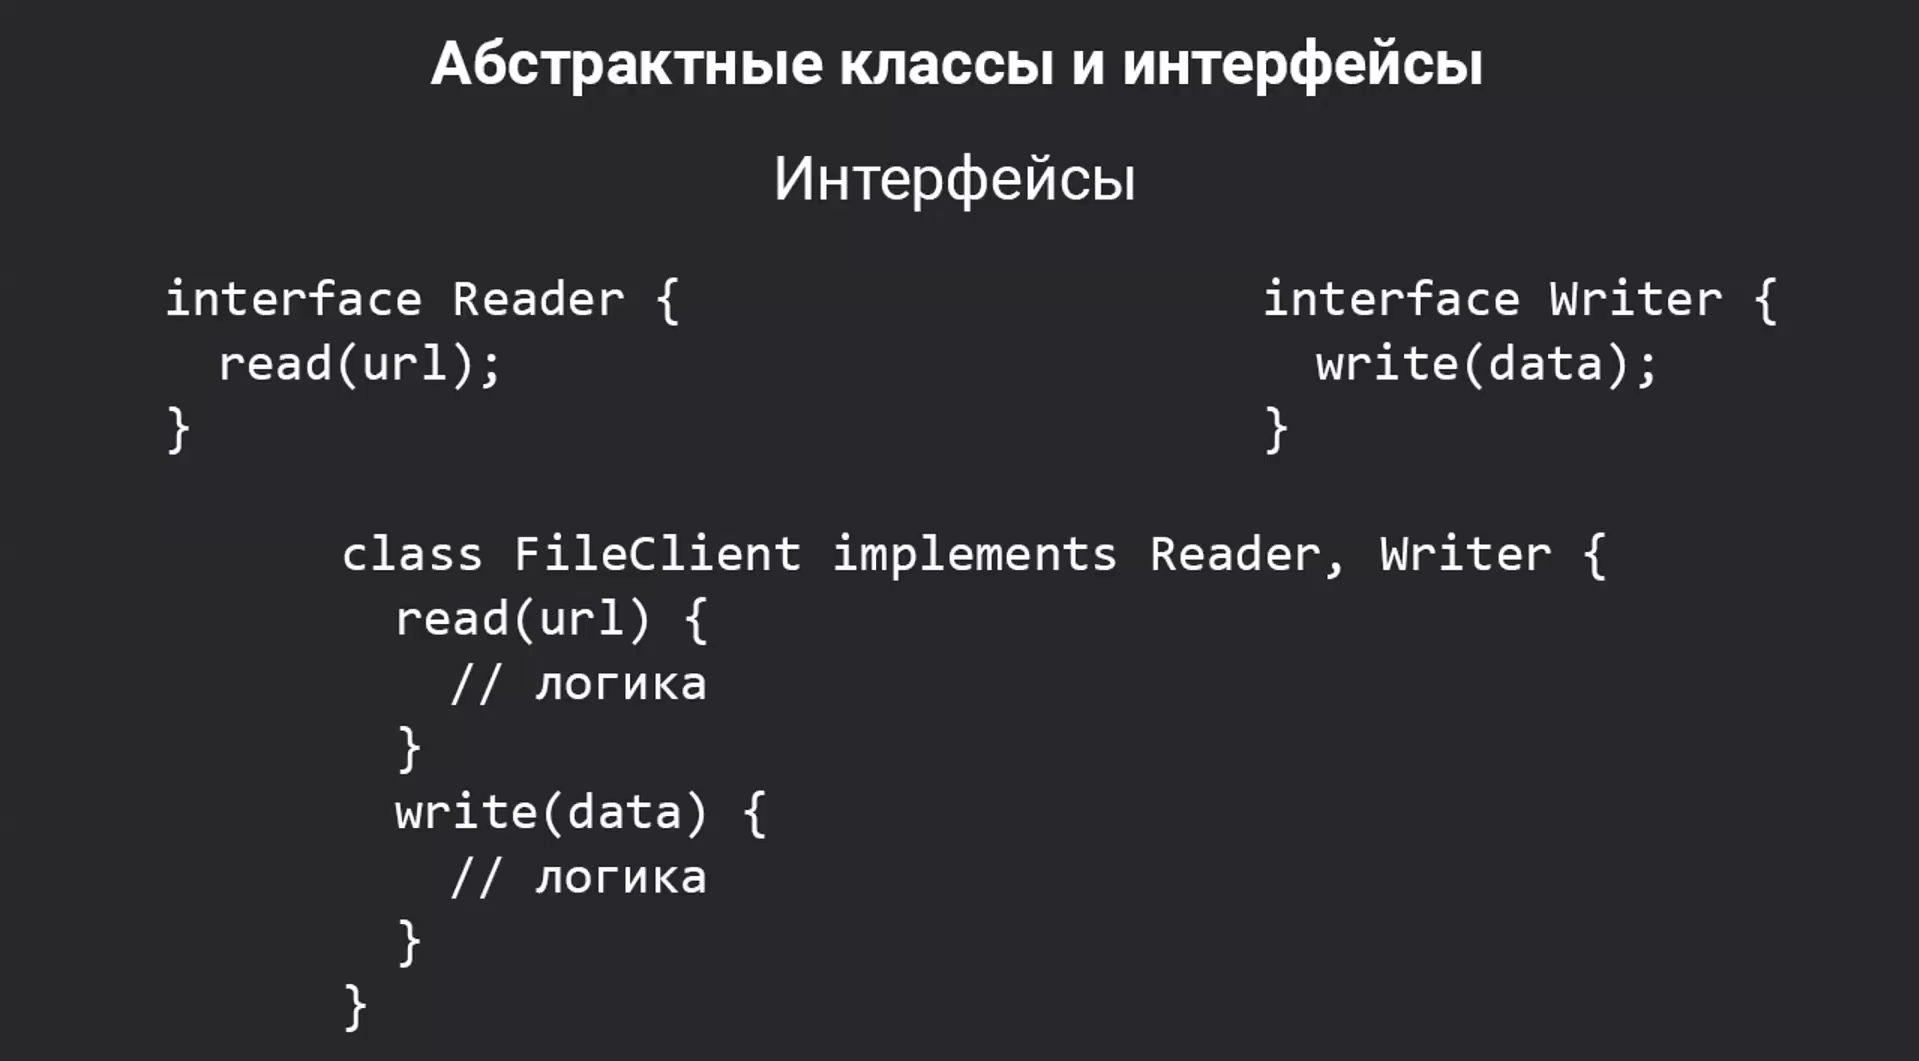 Абстрактные классы и интерфейсы
Интерфейсы
interface Reader {
  read(url);
}
interface Writer {
  write(data);
}
class FileClient implements Reader, Writer {
  read(url) {
    // логика
  }
  write(data) {
    // логика
  }
}